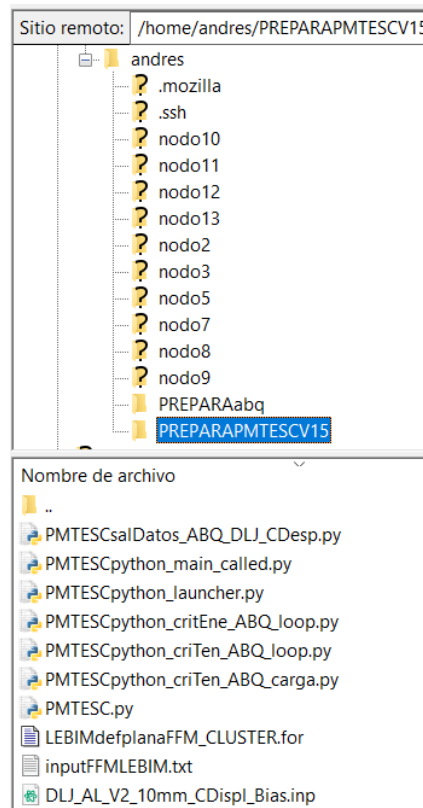 Sitio remoto: /home/andres/PREPARAPMTESCV15
andres
.mozilla
.ssh
nodo10
nodo11
nodo12
nodo13
nodo2
nodo3
nodo5
nodo7
nodo8
nodo9
PREPARAabq
PREPARAPMTESCV15
Nombre de archivo
..
PMTESCsalDatos_ABQ_DLJ_CDesp.py
PMTESCpython_main_called.py
PMTESCpython_launcher.py
PMTESCpython_critEne_ABQ_loop.py
PMTESCpython_criTen_ABQ_loop.py
PMTESCpython_criTen_ABQ_carga.py
PMTESC.py
LEBIMdefplanaFFM_CLUSTER.for
inputFFMLEBIM.txt
DLJ_AL_V2_10mm_CDispl_Bias.inp